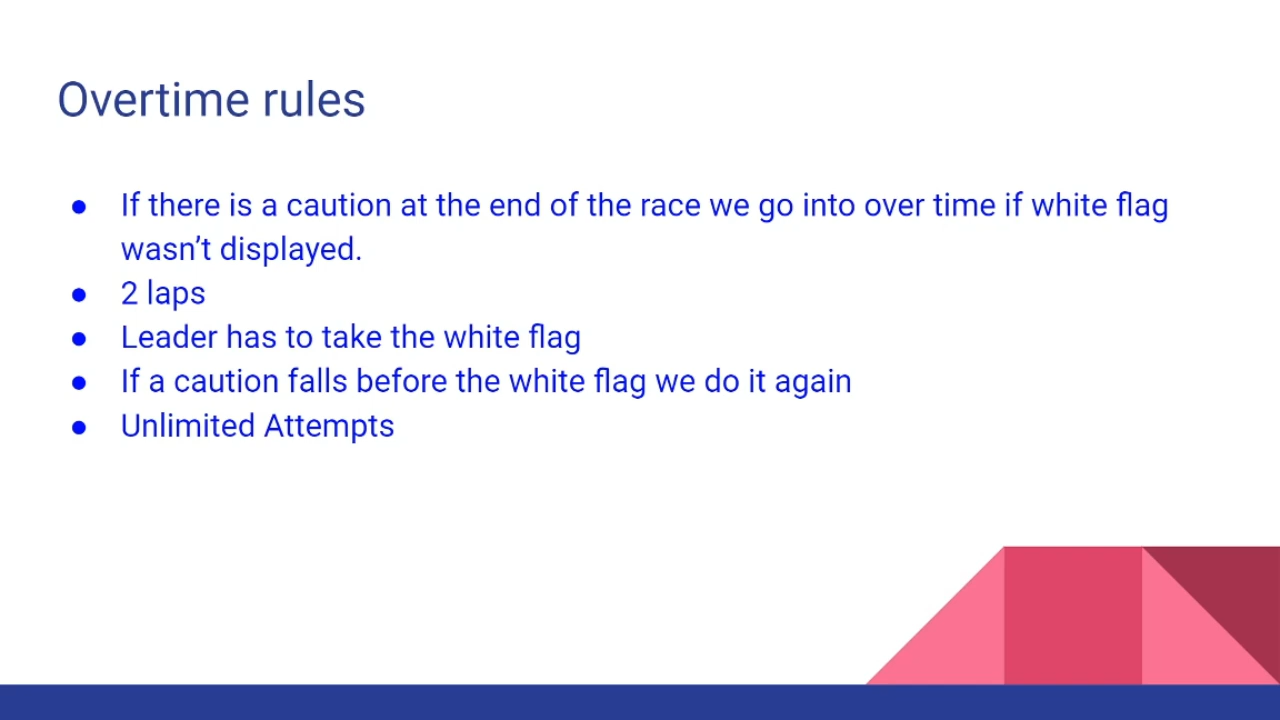 Overtime rules
● If there is a caution at the end of the race we go into over time if white flag
wasn’t displayed.
● 2 laps
● Leader has to take the white flag
● If a caution falls before the white flag we do it again
● Unlimited Attempts